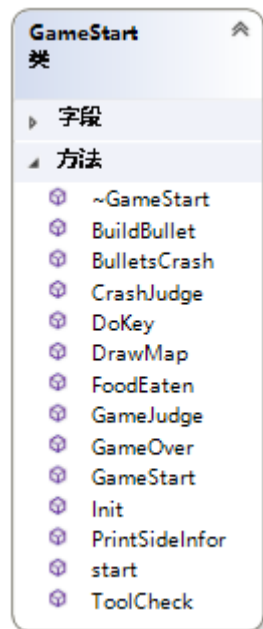 GameStart
类
字段
方法
~GameStart
BuildBullet
BulletsCrash
CrashJudge
DoKey
DrawMap
FoodEaten
GameJudge
GameOver
GameStart
Init
PrintSideInfor
start
ToolCheck